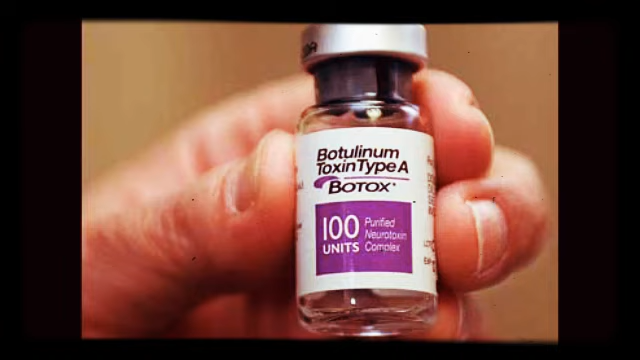 Botulinum
Toxin Type A
BOTOX®
100
UNITS
Purified
Neurotoxin
Complex